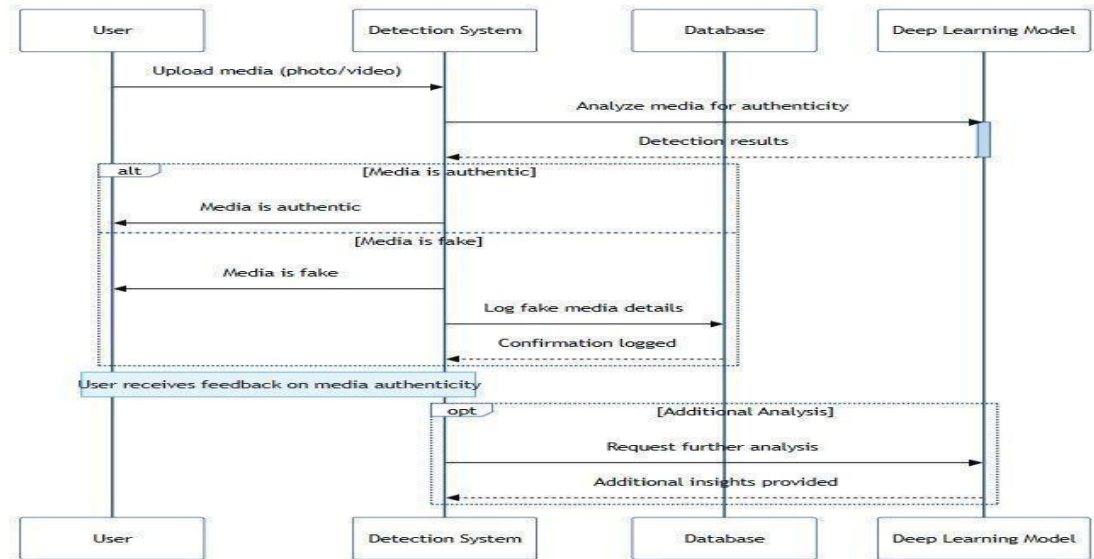 User
Detection System
Database
Deep Learning Model
Upload media (photo/video)
Analyze media for authenticity
Detection results
alt
[Media is authentic]
Media is authentic
[Media is fake]
Media is fake
Log fake media details
Confirmation logged
User receives feedback on media authenticity
opt
[Additional Analysis]
Request further analysis
Additional insights provided
User
Detection System
Database
Deep Learning Model